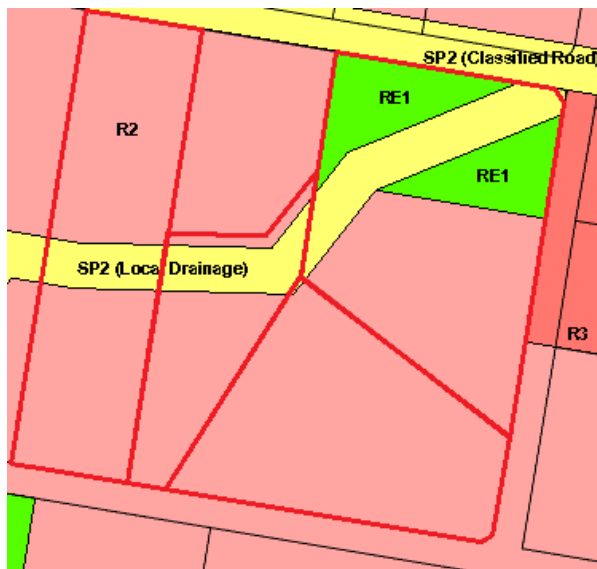 SP2 (Classified Road)
RE1
R2
RE1
SP2 (Local Drainage)
R3